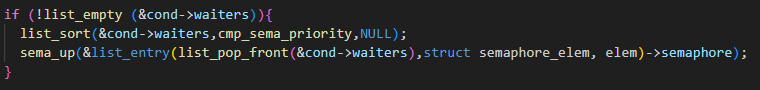 if (!list_empty (&cond->waiters)){
list_sort(&cond->waiters,cmp_sema_priority,NULL);
sema_up(&list_entry(list_pop_front(&cond->waiters),struct semaphore_elem, elem)->semaphore);
}